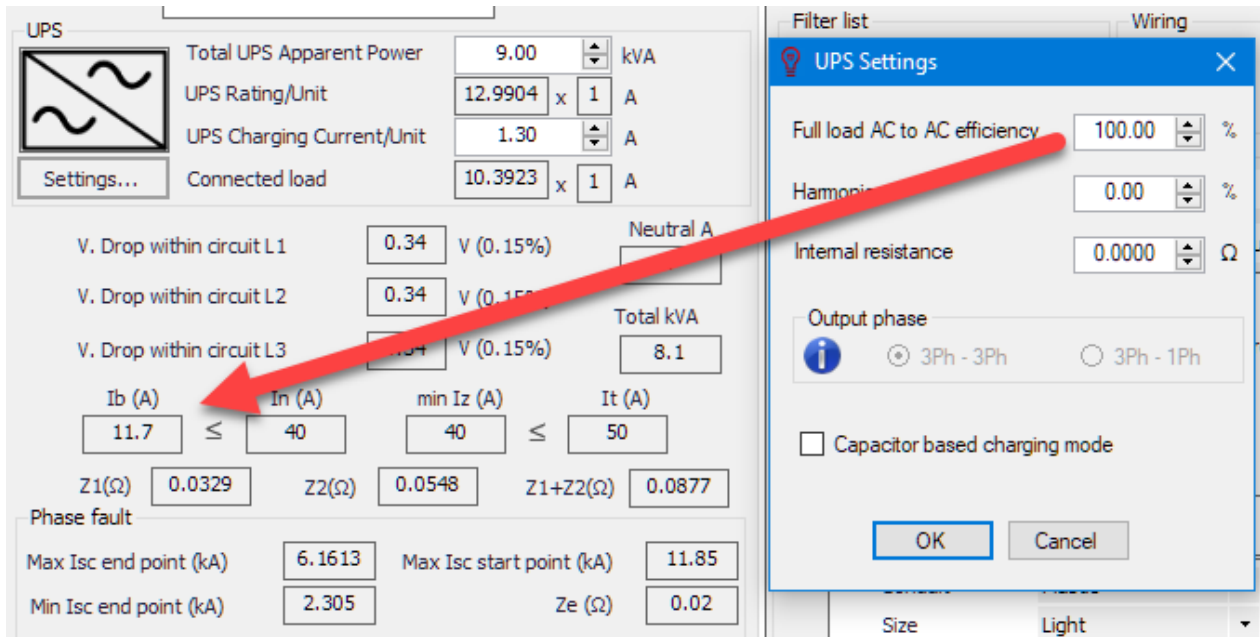 UPS
Total UPS Apparent Power 9.00 kVA
UPS Rating/Unit 12.9904 x 1 A
UPS Charging Current/Unit 1.30 A
Settings... Connected load 10.3923 x 1 A
V. Drop within circuit L1 0.34 V (0.15%)
Neutral A
V. Drop within circuit L2 0.34 V (0.15%)
Total kVA
V. Drop within circuit L3 0.34 V (0.15%)
8.1
Ib (A) In (A) min Iz (A) It (A)
11.7 ≤ 40 40 ≤ 50
Z1(Ω) 0.0329 Z2(Ω) 0.0548 Z1+Z2(Ω) 0.0877
Phase fault
Max Isc end point (kA) 6.1613 Max Isc start point (kA) 11.85
Min Isc end point (kA) 2.305 Ze (Ω) 0.02
Filter list Wiring
UPS Settings
Full load AC to AC efficiency 100.00 %
0.00 %
Internal resistance 0.0000 Ω
Output phase
3Ph - 3Ph 3Ph - 1Ph
Capacitor based charging mode
OK Cancel
Size Light